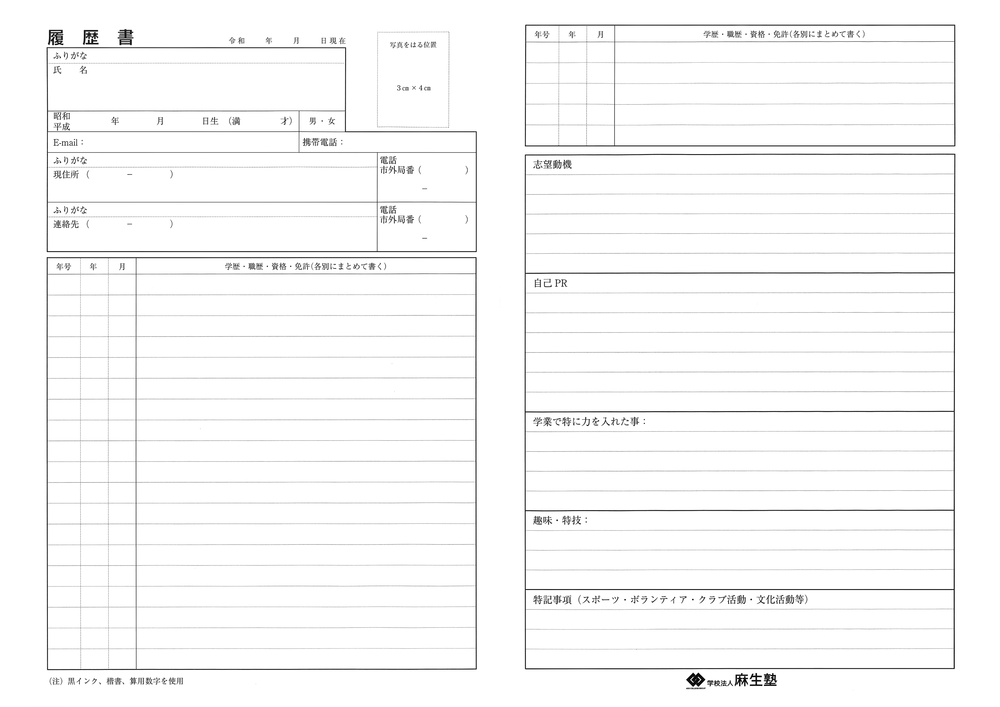 履歴書
令和 年 月 日現在
写真をはる位置
3㎝×4㎝
ふりがな
氏 名
昭和
平成
年 月 日生 (満 才) 男・女
E-mail: 携帯電話:
ふりがな
現住所 ( − )
電話
市外局番 ( )
−
ふりがな
連絡先 ( − )
電話
市外局番 ( )
−
年号 年 月 学歴・職歴・資格・免許(各別にまとめて書く)
(注) 黒インク、楷書、算用数字を使用
年号 年 月 学歴・職歴・資格・免許(各別にまとめて書く)
志望動機
自己PR
学業で特に力を入れた事:
趣味・特技:
特記事項(スポーツ・ボランティア・クラブ活動・文化活動等)
ASO COLLEGE GROUP
学校法人麻生塾